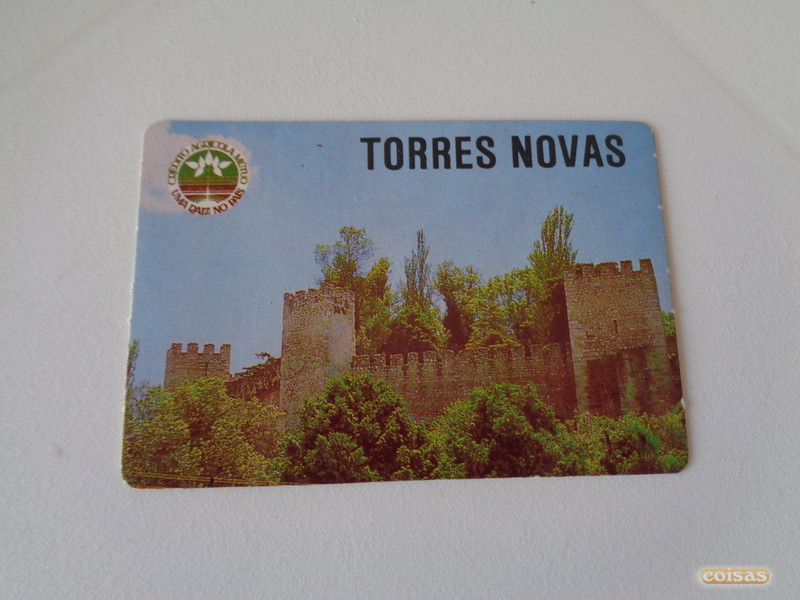 TORRES NOVAS
CRÉDITO AGRÍCOLA MÚTUO
UMA RAIZ NO PAÍS
coisas